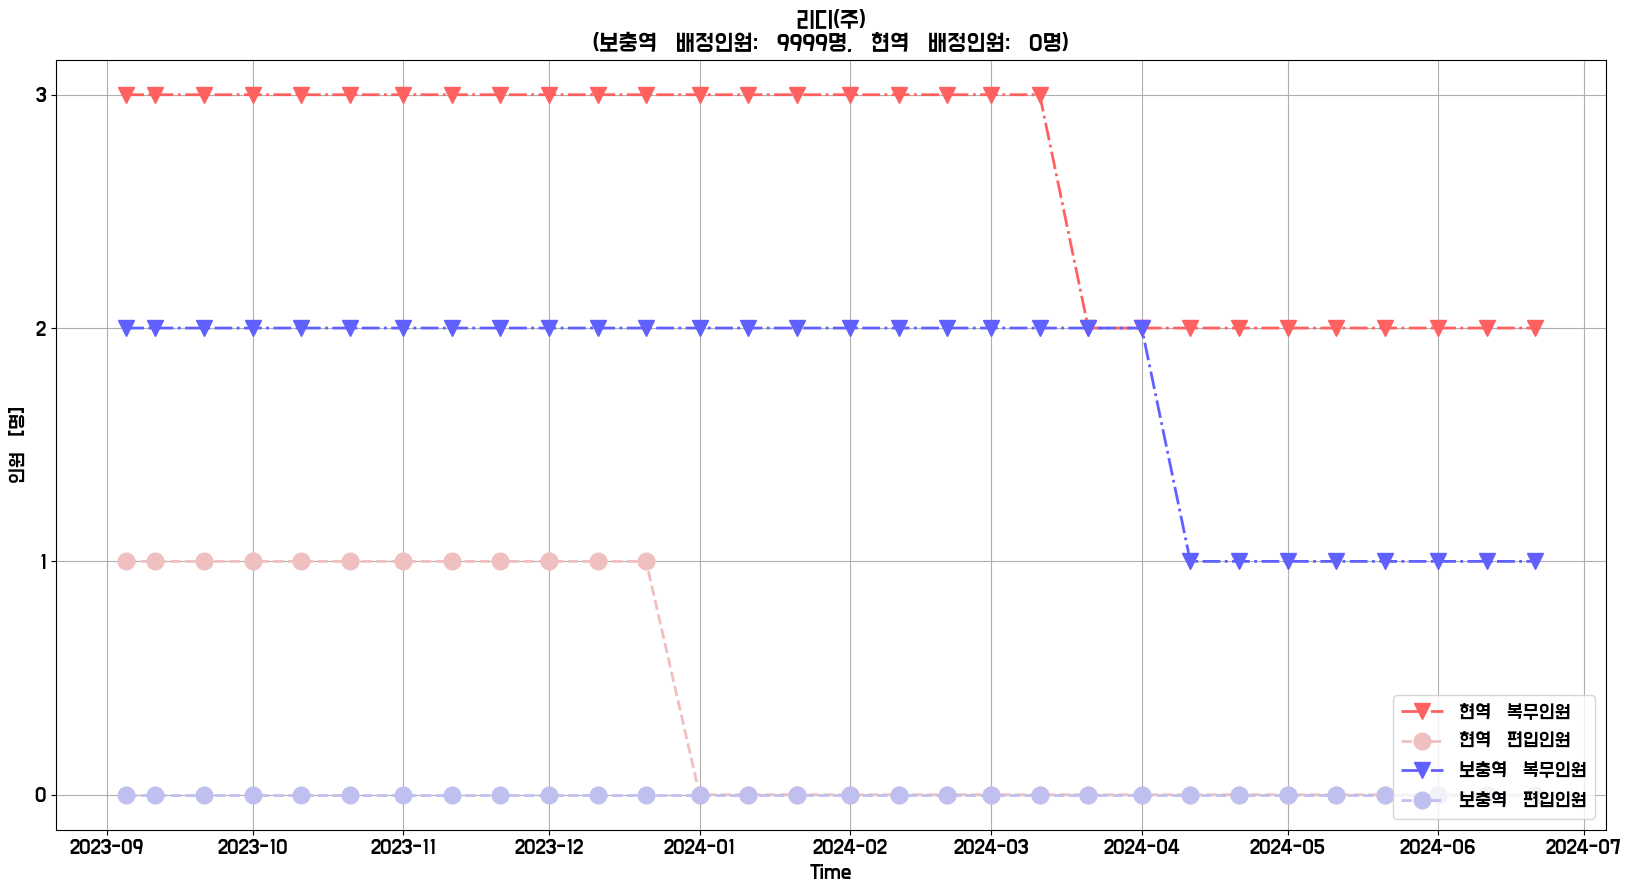 리디(주)
(보충역 배정인원: 9999명, 현역 배정인원: 0명)
인원 [명]
3
2
1
0
현역 복무인원
현역 편입인원
보충역 복무인원
보충역 편입인원
2023-09 2023-10 2023-11 2023-12 2024-01 2024-02 2024-03 2024-04 2024-05 2024-06 2024-07
Time